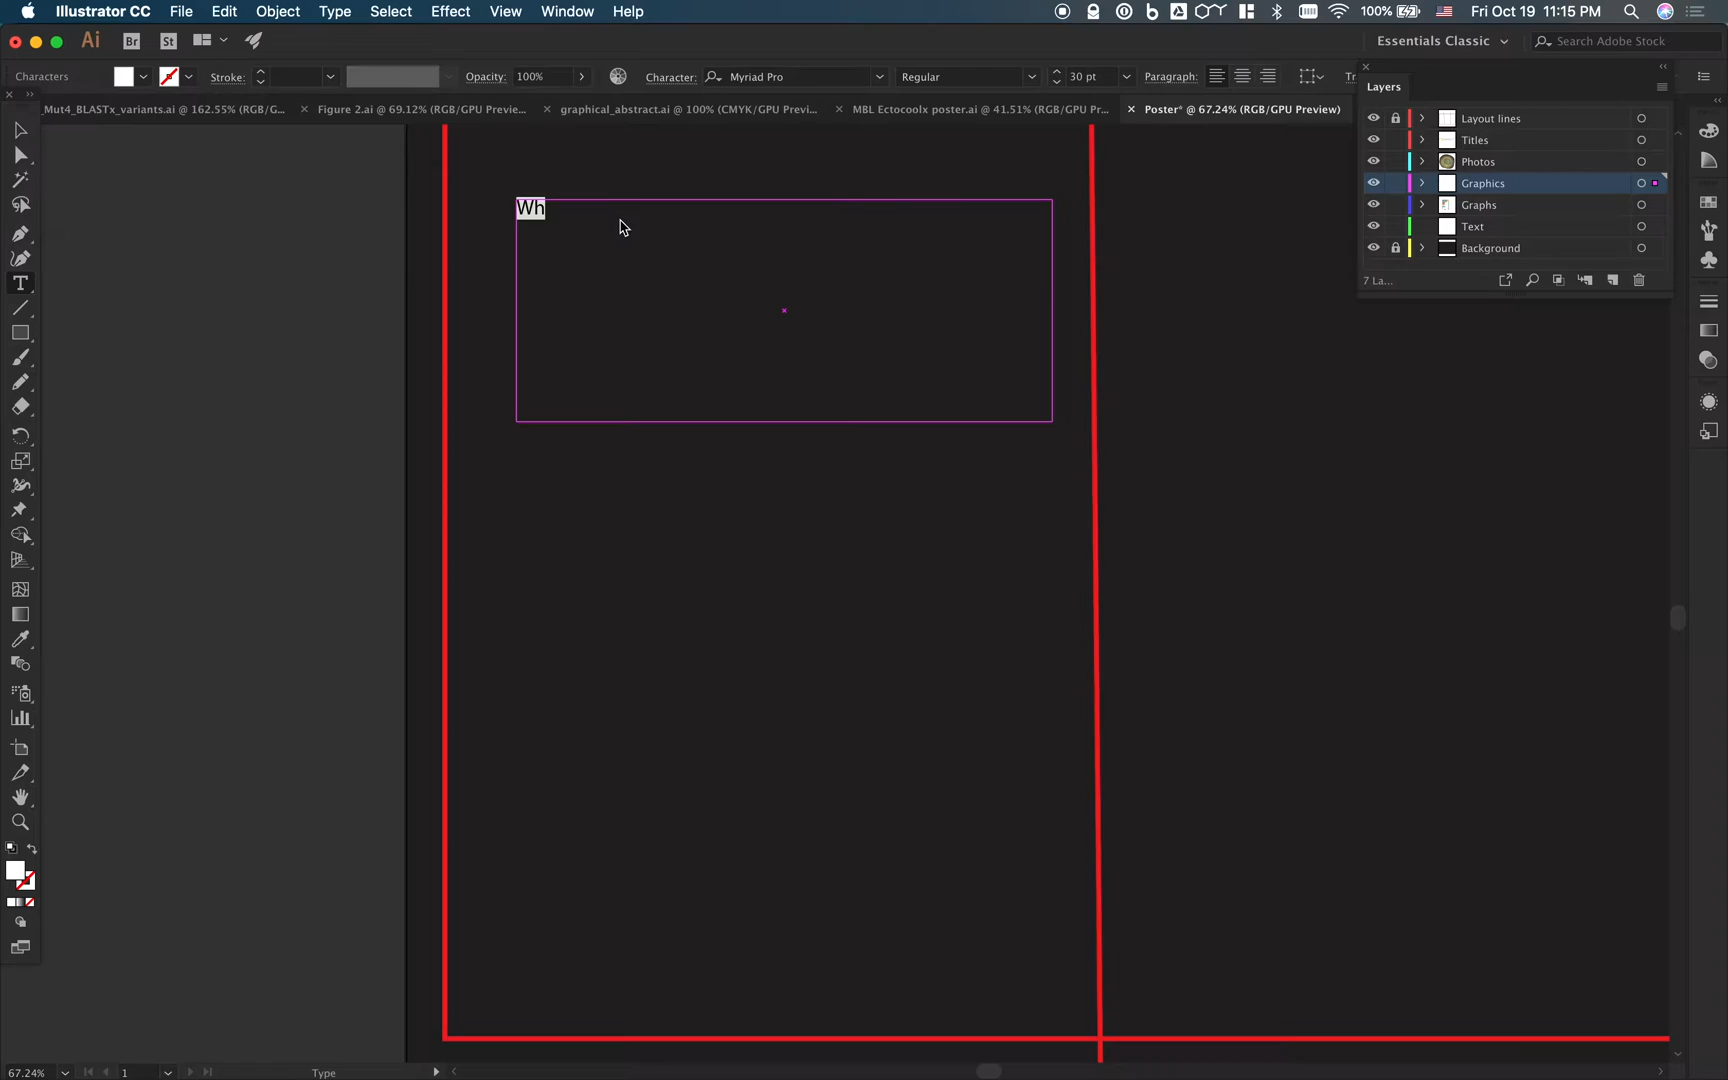 Illustrator CC File Edit Object Type Select Effect View Window Help 100% Fri Oct 19 11:15 PM
Ai Br St Essentials Classic Search Adobe Stock
Characters Stroke: Opacity: 100% Character: Myriad Pro Regular 30 pt Paragraph: Tr
Layers
_Mut4_BLASTx_variants.ai @ 162.55% (RGB/G... Figure 2.ai @ 69.12% (RGB/GPU Previe... graphical_abstract.ai @ 100% (CMYK/GPU Previ... MBL Ectocoolx poster.ai @ 41.51% (RGB/GPU Pr... Poster* @ 67.24% (RGB/GPU Preview)
Layout lines
Titles
Photos
Graphics
Graphs
Text
Background
7 La...
Wh
T
67.24% 1 Type